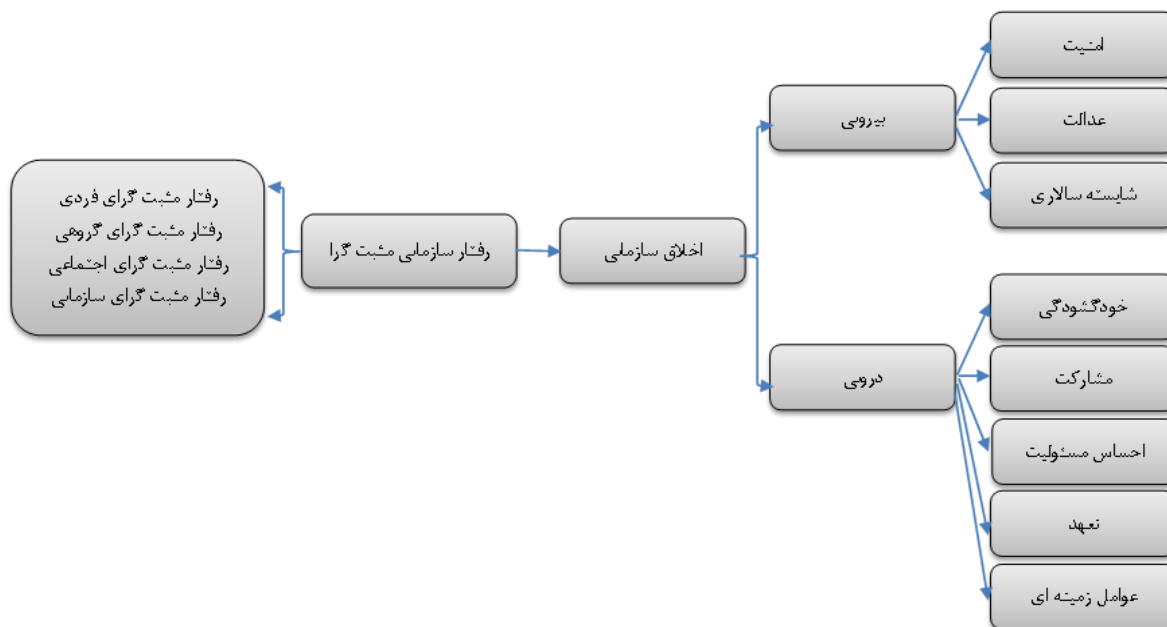 امنیت
عدالت
شایسته سالاری
بیرونی
رفتار مثبت گرای فردی
رفتار مثبت گرای گروهی
رفتار مثبت گرای اجتماعی
رفتار مثبت گرای سازمانی
رفتار سازمانی مثبت گرا
اخلاق سازمانی
درونی
خودگشودگی
مشارکت
احساس مسئولیت
تعهد
عوامل زمینه ای